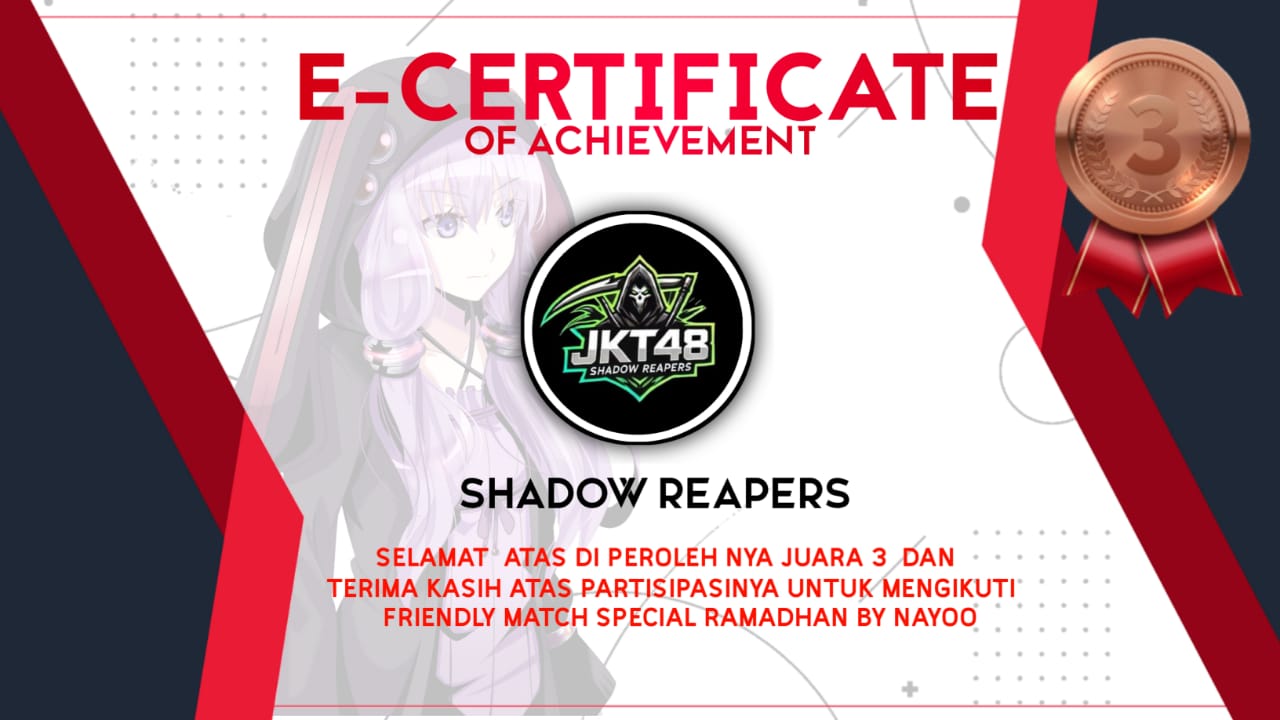 E-CERTIFICATE
OF ACHIEVEMENT
3
JKT48
SHADOW REAPERS
SHADOW REAPERS
SELAMAT ATAS DI PEROLEH NYA JUARA 3 DAN
TERIMA KASIH ATAS PARTISIPASINYA UNTUK MENGIKUTI
FRIENDLY MATCH SPECIAL RAMADHAN BY NAYOO